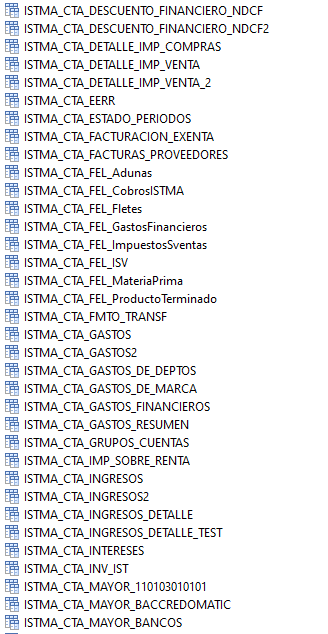 ISTMA_CTA_DESCUENTO_FINANCIERO_NDCF
ISTMA_CTA_DESCUENTO_FINANCIERO_NDCF2
ISTMA_CTA_DETALLE_IMP_COMPRAS
ISTMA_CTA_DETALLE_IMP_VENTA
ISTMA_CTA_DETALLE_IMP_VENTA_2
ISTMA_CTA_EERR
ISTMA_CTA_ESTADO_PERIODOS
ISTMA_CTA_FACTURACION_EXENTA
ISTMA_CTA_FACTURAS_PROVEEDORES
ISTMA_CTA_FEL_Adunas
ISTMA_CTA_FEL_CobrosISTMA
ISTMA_CTA_FEL_Fletes
ISTMA_CTA_FEL_GastosFinancieros
ISTMA_CTA_FEL_ImpuestosSventas
ISTMA_CTA_FEL_ISV
ISTMA_CTA_FEL_MateriaPrima
ISTMA_CTA_FEL_ProductoTerminado
ISTMA_CTA_FMTO_TRANSF
ISTMA_CTA_GASTOS
ISTMA_CTA_GASTOS2
ISTMA_CTA_GASTOS_DE_DEPTOS
ISTMA_CTA_GASTOS_DE_MARCA
ISTMA_CTA_GASTOS_FINANCIEROS
ISTMA_CTA_GASTOS_RESUMEN
ISTMA_CTA_GRUPOS_CUENTAS
ISTMA_CTA_IMP_SOBRE_RENTA
ISTMA_CTA_INGRESOS
ISTMA_CTA_INGRESOS2
ISTMA_CTA_INGRESOS_DETALLE
ISTMA_CTA_INGRESOS_DETALLE_TEST
ISTMA_CTA_INTERESES
ISTMA_CTA_INV_IST
ISTMA_CTA_MAYOR_110103010101
ISTMA_CTA_MAYOR_BACCREDOMATIC
ISTMA_CTA_MAYOR_BANCOS